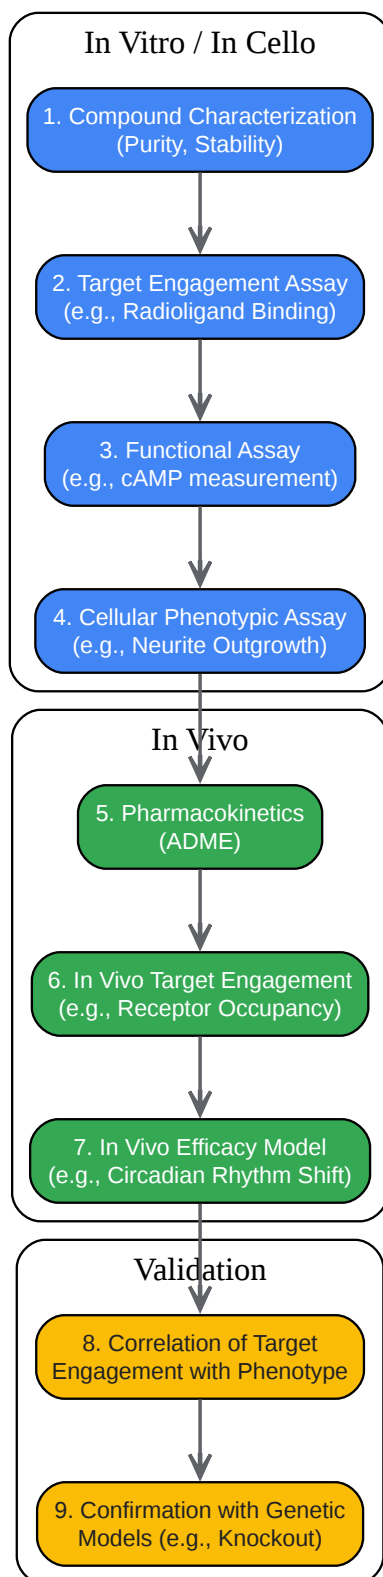 In Vitro / In Cello
1. Compound Characterization
(Purity, Stability)
2. Target Engagement Assay
(e.g., Radioligand Binding)
3. Functional Assay
(e.g., cAMP measurement)
4. Cellular Phenotypic Assay
(e.g., Neurite Outgrowth)
In Vivo
5. Pharmacokinetics
(ADME)
6. In Vivo Target Engagement
(e.g., Receptor Occupancy)
7. In Vivo Efficacy Model
(e.g., Circadian Rhythm Shift)
Validation
8. Correlation of Target
Engagement with Phenotype
9. Confirmation with Genetic
Models (e.g., Knockout)